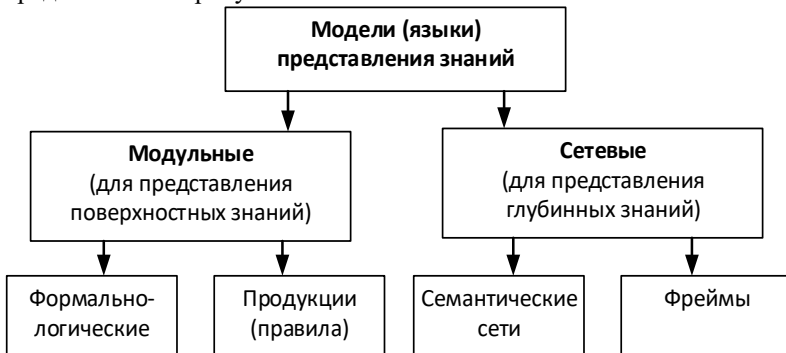 Модели (языки)
представления знаний
Модульные
(для представления
поверхностных знаний)
Сетевые
(для представления
глубинных знаний)
Формально-
логические
Продукции
(правила)
Семантические
сети
Фреймы